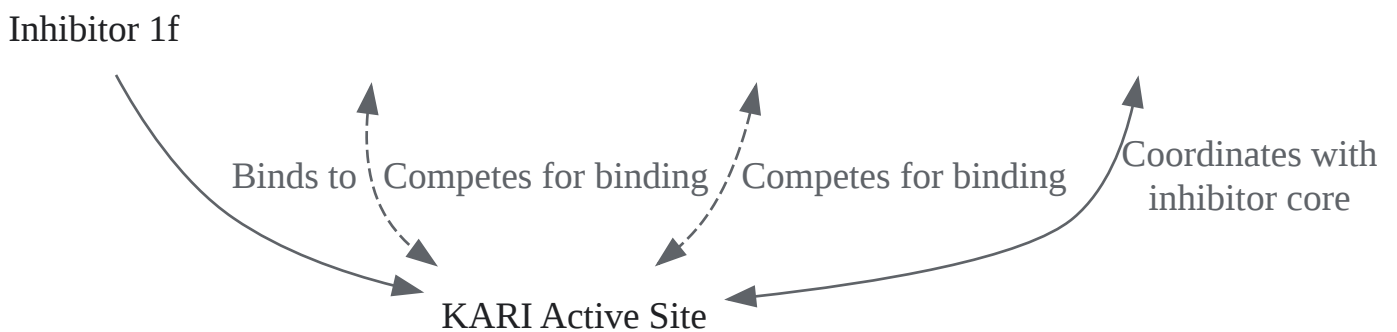 Inhibitor 1f
Binds to
Competes for binding
Competes for binding
Coordinates with
inhibitor core
KARI Active Site